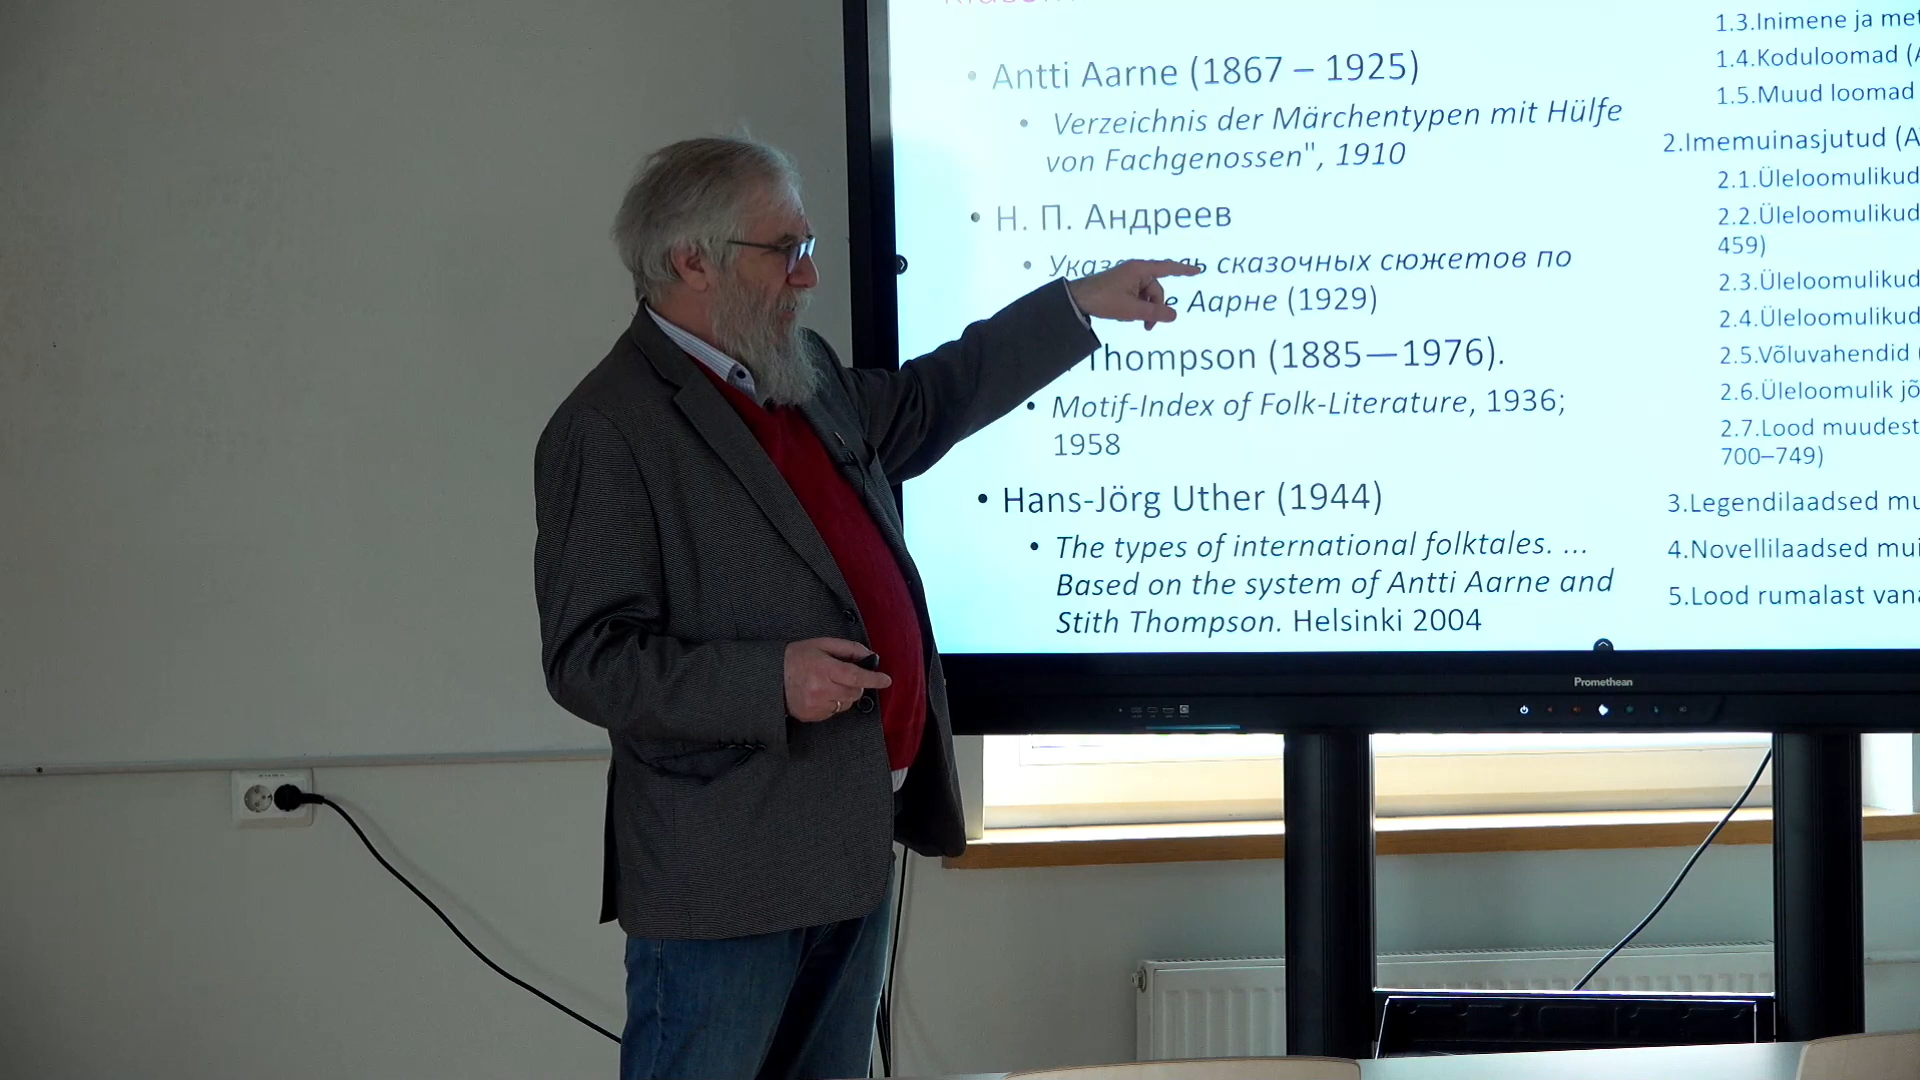 • Antti Aarne (1867 – 1925)
• Verzeichnis der Märchentypen mit Hülfe
von Fachgenossen", 1910
• Н. П. Андреев
• сказочных сюжетов по
Аарне (1929)
Thompson (1885—1976).
• Motif-Index of Folk-Literature, 1936;
1958
• Hans-Jörg Uther (1944)
• The types of international folktales. ...
Based on the system of Antti Aarne and
Stith Thompson. Helsinki 2004
1.3.Inimene ja
1.4.Koduloomad
1.5.Muud loomad
2.Imemuinasjutud (A
2.1.Üleloomulikud
2.2.Üleloomulikud
459)
2.3.Üleloomulikud
2.4.Üleloomulikud
2.5.Võluvahendid
2.6.Üleloomulik
2.7.Lood muudest
700–749)
3.Legendilaadsed
4.Novellilaadsed
5.Lood rumalast
Promethean